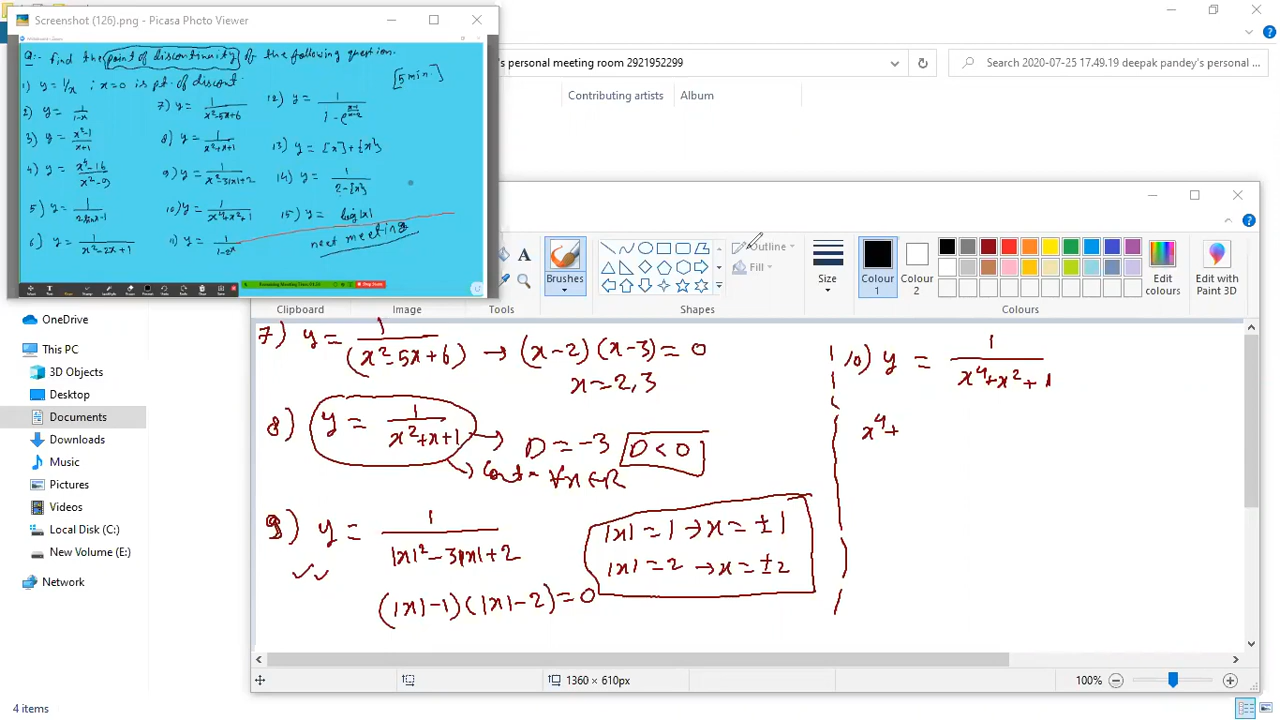 Screenshot (126).png - Picasa Photo Viewer
Q:- find the point of discontinuity of the following question.
[5 min.]
1) y = 1/x ; x=0 is pt. of discont.
2) y = 1/(1-x)
3) y = x²-1/x+1
4) y = x⁴-16/x²-9
5) y = 1/2sinx-1
6) y = 1/x²-2x+1
7) y = 1/x²-5x+6
8) y = 1/x²+x+1
9) y = 1/x²-3|x|+2
10) y = 1/x⁴+x²+1
11) y = 1/1-2ˣ
12) y =
13) y = [x]+{x}
14) y = 1/2-{x}
15) y = log|x|
next meeting
's personal meeting room 2921952299
Search 2020-07-25 17.49.19 deepak pandey's personal...
Contributing artists
Album
OneDrive
This PC
3D Objects
Desktop
Documents
Downloads
Music
Pictures
Videos
Local Disk (C:)
New Volume (E:)
Network
4 items
Brushes
A
Outline
Fill
Size
Colour 1
Colour 2
Edit colours
Edit with Paint 3D
Clipboard
Image
Tools
Shapes
Colours
7) y = 1/(x²-5x+6) → (x-2)(x-3)=0
x=2,3
8) y = 1/x²+x+1 → D=-3 D<0
Cont- ∀x∈R
9) y = 1/|x|²-3|x|+2
(|x|-1)(|x|-2)=0
|x|=1→x=±1
|x|=2→x=±2
10) y = 1/x⁴+x²+1
x⁴+
1360 × 610px
100%